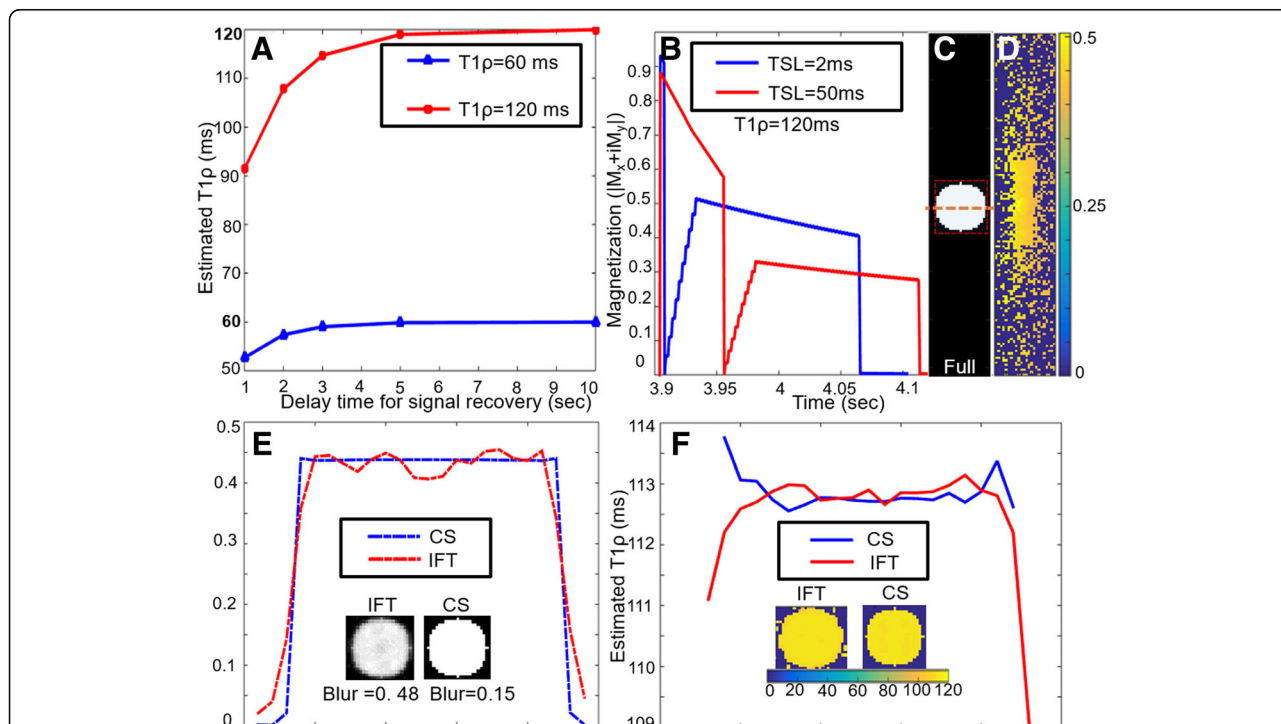 A
120
110
100
90
80
70
60
50
Estimated T1ρ (ms)
T1ρ=60 ms
T1ρ=120 ms
1 2 3 4 5 6 7 8 9 10
Delay time for signal recovery (sec)
B
0.9
0.8
0.7
0.6
0.5
0.4
0.3
0.2
0.1
0
Magnetization (|Mx+iMy|)
TSL=2ms
TSL=50ms
T1ρ=120ms
3.9 3.95 4 4.05 4.1
Time (sec)
C
Full
D
0.5
0.25
0
E
0.5
0.4
0.3
0.2
0.1
0
CS
IFT
IFT CS
Blur =0. 48 Blur=0.15
F
114
113
112
111
110
109
Estimated T1ρ (ms)
CS
IFT
IFT CS
0 20 40 60 80 100 120